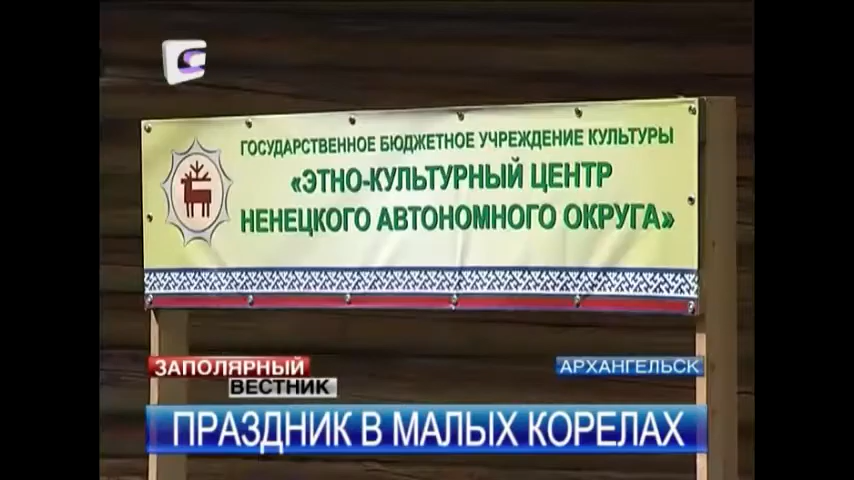 ГОСУДАРСТВЕННОЕ БЮДЖЕТНОЕ УЧРЕЖДЕНИЕ КУЛЬТУРЫ
«ЭТНО-КУЛЬТУРНЫЙ ЦЕНТР
НЕНЕЦКОГО АВТОНОМНОГО ОКРУГА»
ЗАПОЛЯРНЫЙ
ВЕСТНИК
АРХАНГЕЛЬСК
ПРАЗДНИК В МАЛЫХ КОРЕЛАХ